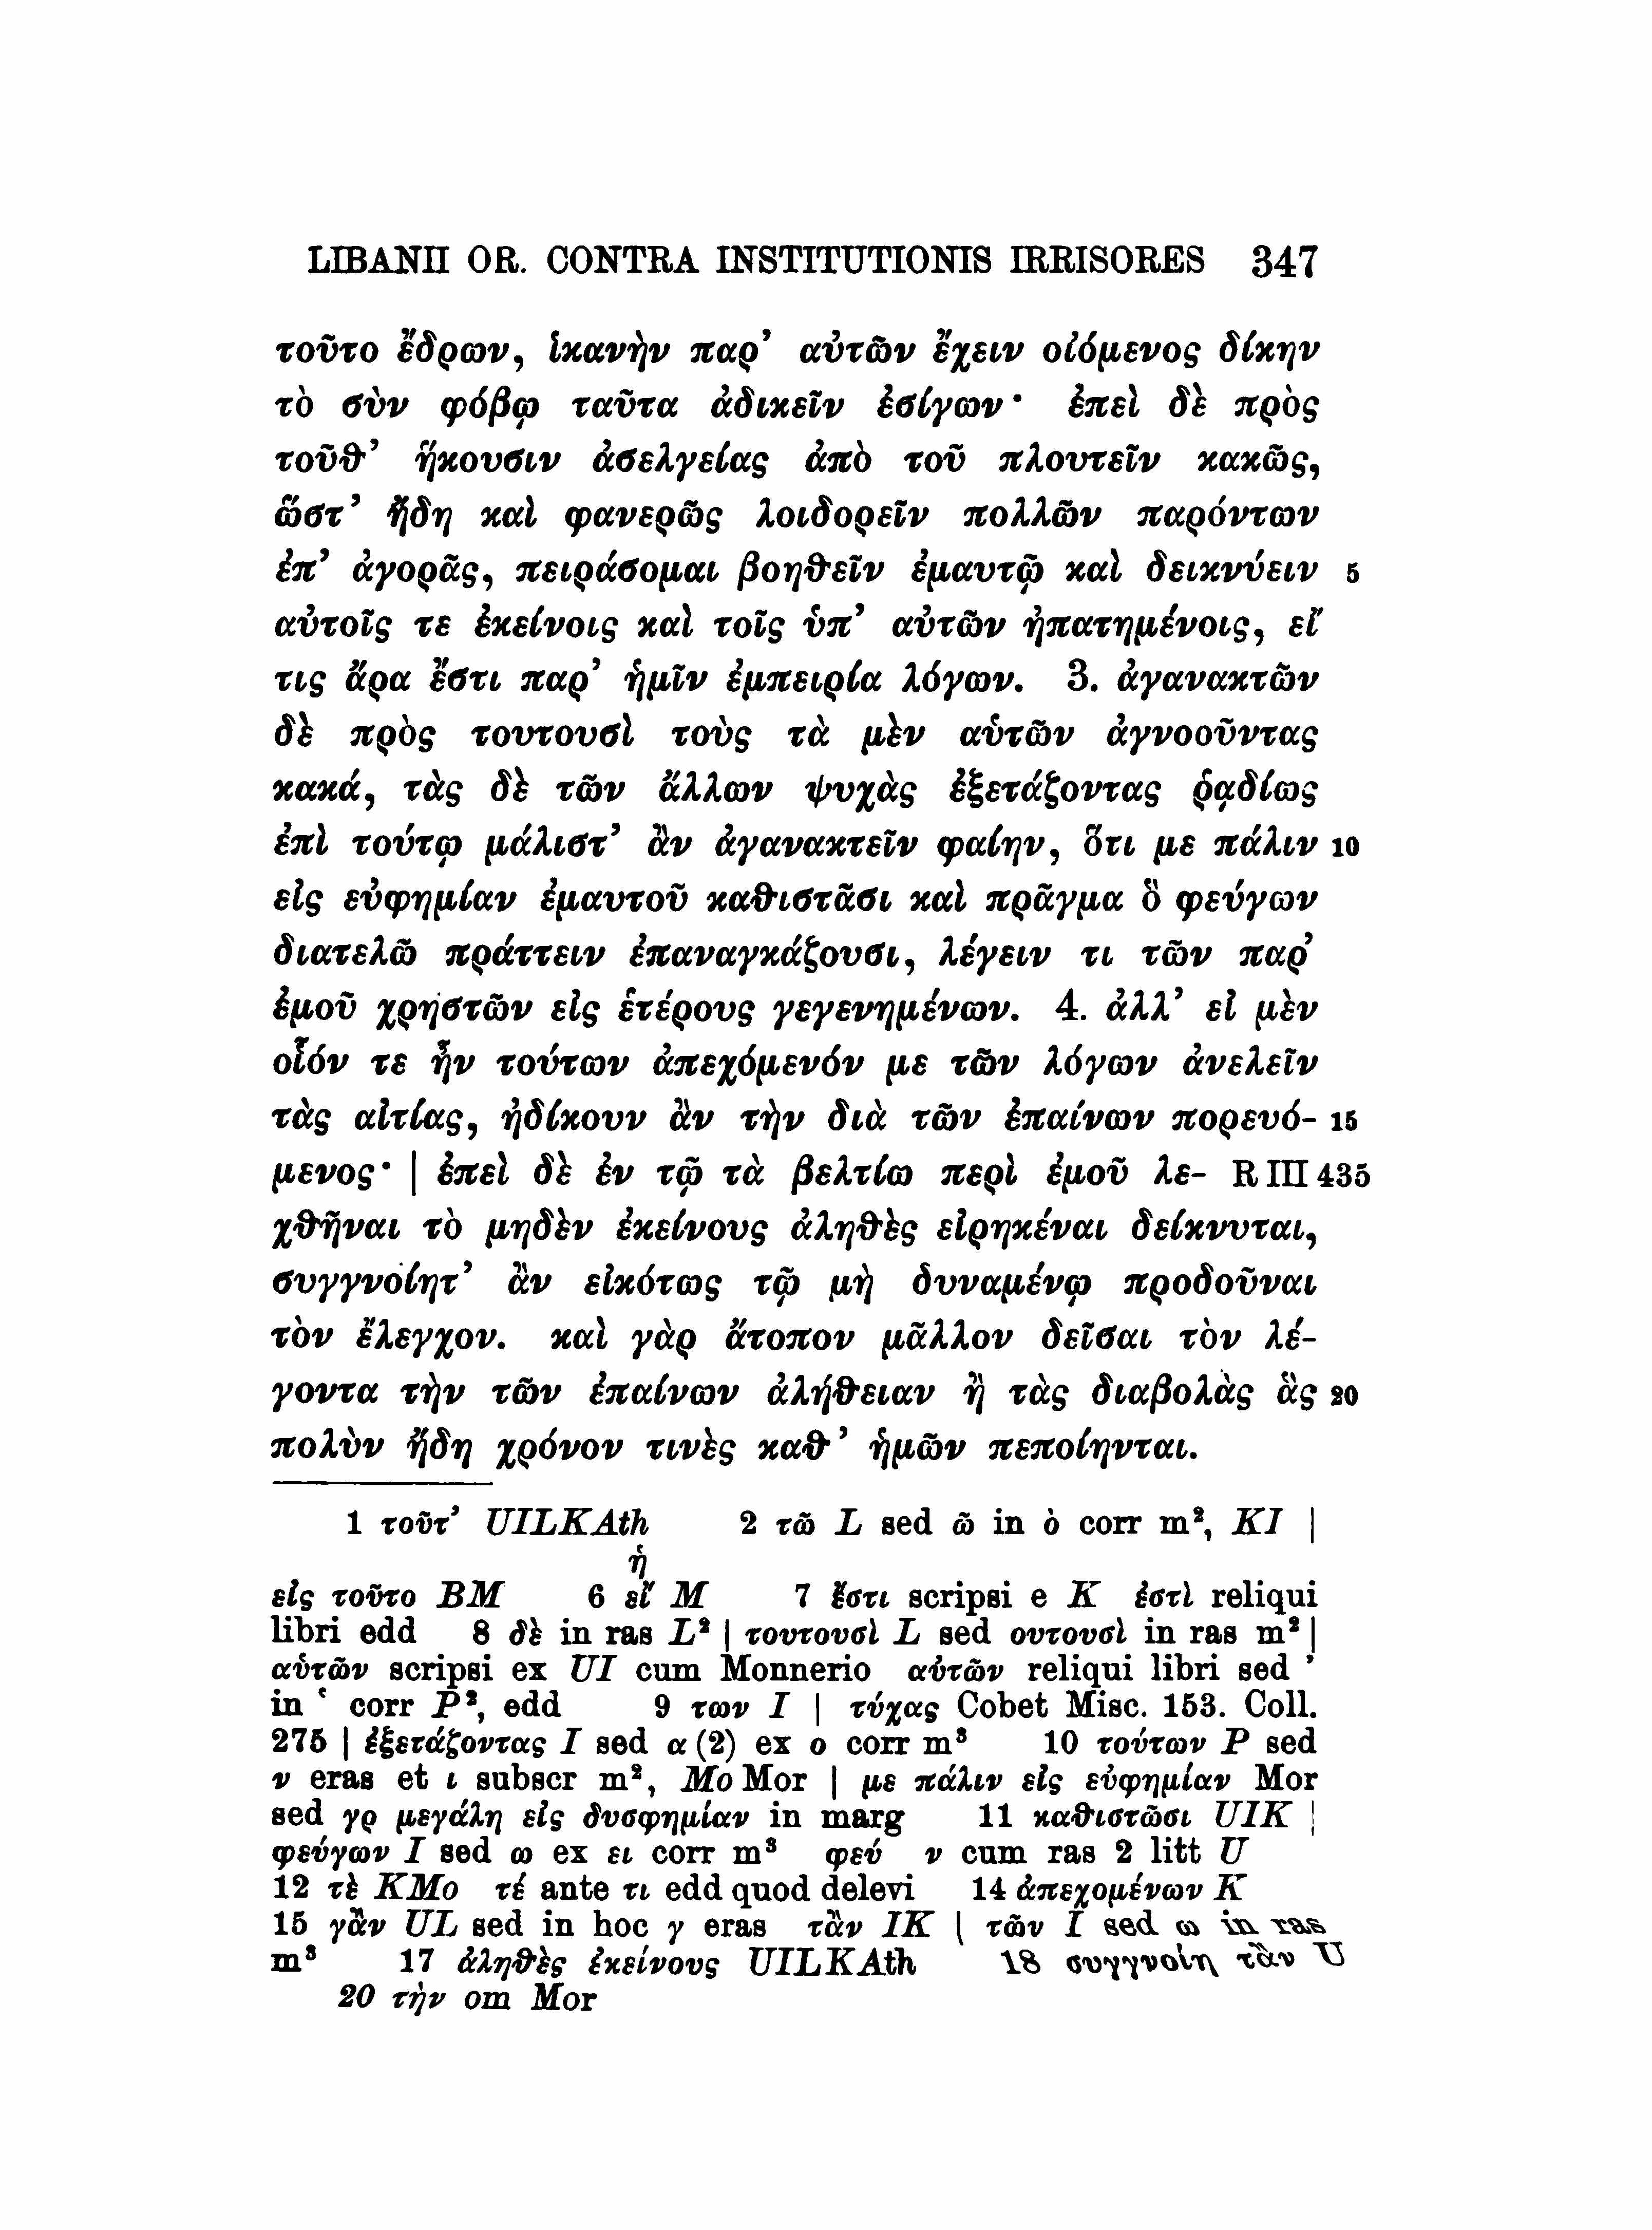 LIBANII OR. CONTRA INSTITUTIONIS IRRISORES 347
τοῦτο ἔδρων, ἱκανὴν παρ’ αὐτῶν ἔχειν οἰόμενος δίκην
τὸ σὺν φόβῳ ταῦτα ἀδικεῖν ἐσίγων· ἐπεὶ δὲ πρὸς
τοῦθ’ ἥκουσιν ἀσελγείας ἀπὸ τοῦ πλουτεῖν κακῶς,
ὥστ’ ἤδη καὶ φανερῶς λοιδορεῖν πολλῶν παρόντων
ἐπ’ ἀγορᾶς, πειράσομαι βοηθεῖν ἐμαυτῷ καὶ δεικνύειν 5
αὐτοῖς τε ἐκείνοις καὶ τοῖς ὑπ’ αὐτῶν ἠπατημένοις, εἴ
τις ἄρα ἔστι παρ’ ἡμῖν ἐμπειρία λόγων. 3. ἀγανακτῶν
δὲ πρὸς τουτουσὶ τοὺς τὰ μὲν αὑτῶν ἀγνοοῦντας
κακά, τὰς δὲ τῶν ἄλλων ψυχὰς ἐξετάζοντας ῥᾳδίως
ἐπὶ τούτῳ μάλιστ’ ἂν ἀγανακτεῖν φαίην, ὅτι με πάλιν 10
εἰς εὐφημίαν ἐμαυτοῦ καθιστᾶσι καὶ πρᾶγμα ὃ φεύγων
διατελῶ πράττειν ἐπαναγκάζουσι, λέγειν τι τῶν παρ’
ἐμοῦ χρηστῶν εἰς ἑτέρους γεγενημένων. 4. ἀλλ’ εἰ μὲν
οἷόν τε ἦν τούτων ἀπεχόμενόν με τῶν λόγων ἀνελεῖν
τὰς αἰτίας, ἠδίκουν ἂν τὴν διὰ τῶν ἐπαίνων πορευό- 15
μενος· | ἐπεὶ δὲ ἐν τῷ τὰ βελτίω περὶ ἐμοῦ λε- R III 435
χθῆναι τὸ μηδὲν ἐκείνους ἀληθὲς εἰρηκέναι δείκνυται,
συγγνοίητ’ ἂν εἰκότως τῷ μὴ δυναμένῳ προδοῦναι
τὸν ἔλεγχον. καὶ γὰρ ἄτοπον μᾶλλον δεῖσαι τὸν λέ-
γοντα τὴν τῶν ἐπαίνων ἀλήθειαν ἢ τὰς διαβολὰς ἃς 20
πολὺν ἤδη χρόνον τινὲς καθ’ ἡμῶν πεποίηνται.
1 τοῦτ’ UILKAth 2 τῶ L sed ῶ in ὸ corr m², KI |
ἡ
εἰς τοῦτο BM 6 εἴ M 7 ἔστι scripsi e K ἐστὶ reliqui
libri edd 8 δὲ in ras L² | τουτουσὶ L sed ουτουσὶ in ras m² |
αὑτῶν scripsi ex UI cum Monnerio αὐτῶν reliqui libri sed ’
in ‘ corr P², edd 9 των I | τύχας Cobet Misc. 153. Coll.
275 | ἐξετάζοντας I sed α (2) ex ο corr m³ 10 τούτων P sed
ν eras et ι subscr m², Mo Mor | με πάλιν εἰς εὐφημίαν Mor
sed γρ μεγάλη εἰς δυσφημίαν in marg 11 καθιστῶσι UIK |
φεύγων I sed ω ex ει corr m³ φεύ ν cum ras 2 litt U
12 τὲ KMo τέ ante τι edd quod delevi 14 ἀπεχομένων K
15 γἂν UL sed in hoc γ eras τἂν IK | τῶν I sed ω in ras
m³ 17 ἀληθὲς ἐκείνους UILKAth 18 συγγνοίη τἂν U
20 τὴν om Mor